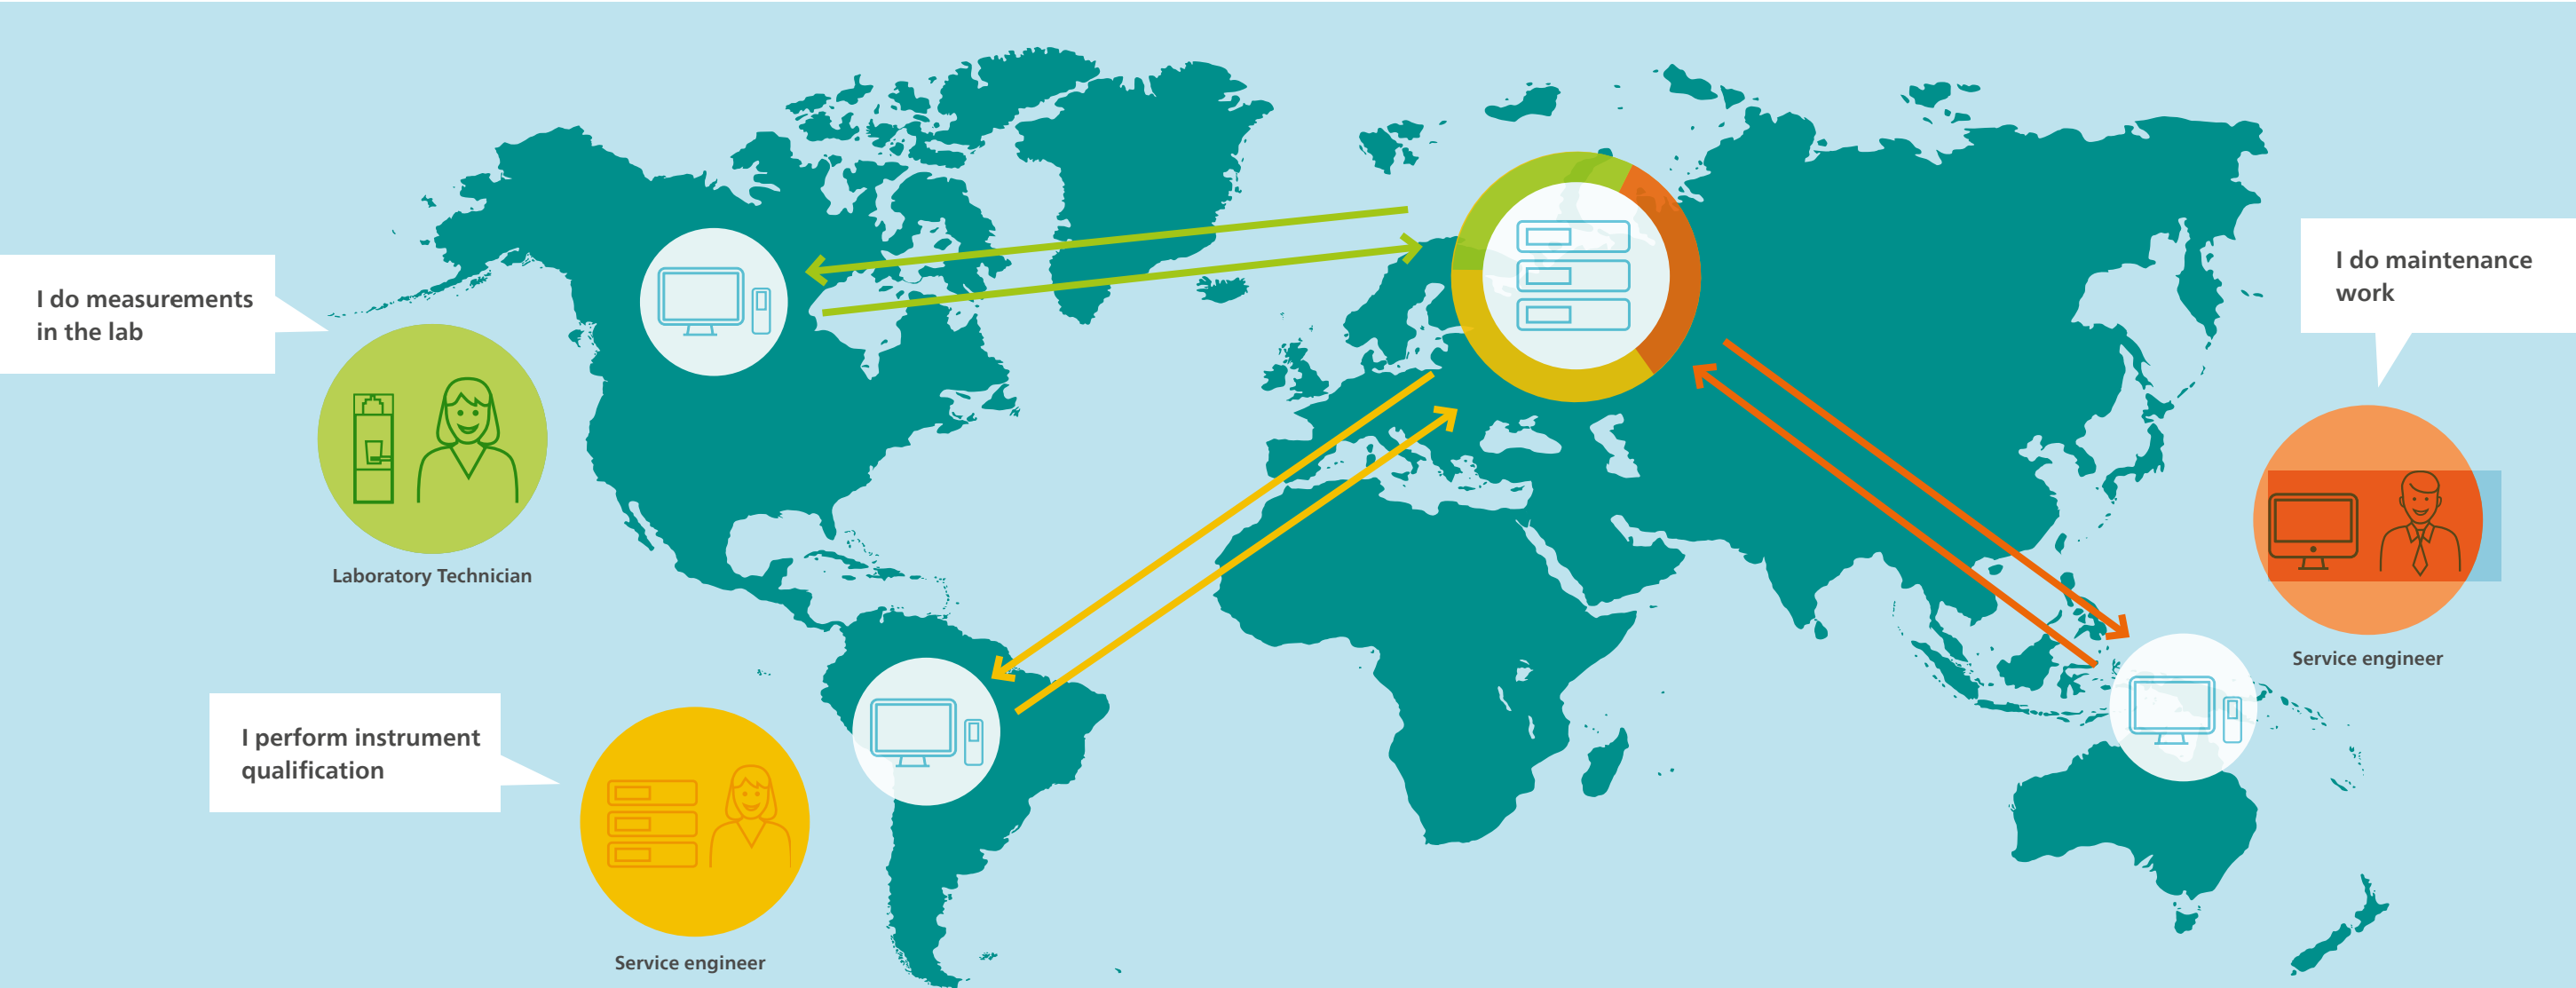 I do measurements
in the lab
Laboratory Technician
I perform instrument
qualification
Service engineer
I do maintenance
work
Service engineer